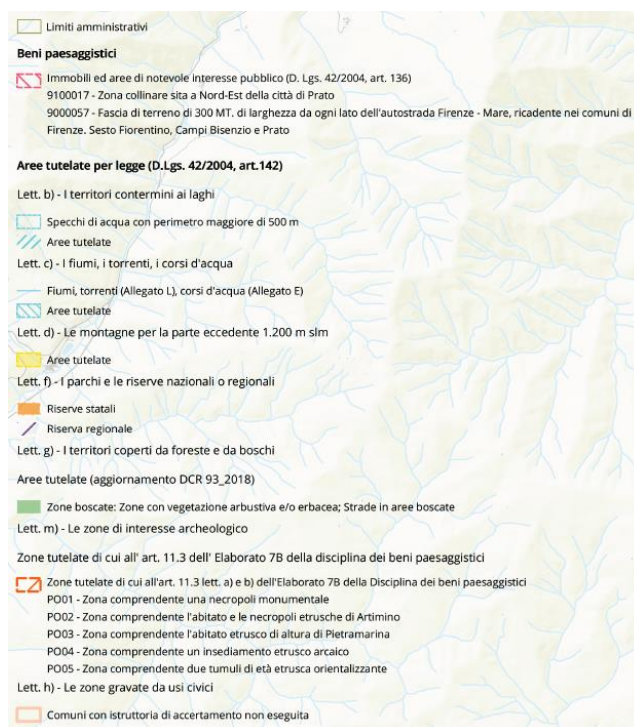 Limiti amministrativi
Beni paesaggistici
Immobili ed aree di notevole interesse pubblico (D. Lgs. 42/2004, art. 136)
9100017 - Zona collinare sita a Nord-Est della città di Prato
9000057 - Fascia di terreno di 300 MT. di larghezza da ogni lato dell'autostrada Firenze - Mare, ricadente nei comuni di
Firenze. Sesto Fiorentino, Campi Bisenzio e Prato
Aree tutelate per legge (D.Lgs. 42/2004, art.142)
Lett. b) - I territori contermini ai laghi
Specchi di acqua con perimetro maggiore di 500 m
Aree tutelate
Lett. c) - I fiumi, i torrenti, i corsi d'acqua
Fiumi, torrenti (Allegato L), corsi d'acqua (Allegato E)
Aree tutelate
Lett. d) - Le montagne per la parte eccedente 1.200 m slm
Aree tutelate
Lett. f) - I parchi e le riserve nazionali o regionali
Riserve statali
Riserva regionale
Lett. g) - I territori coperti da foreste e da boschi
Aree tutelate (aggiornamento DCR 93_2018)
Zone boscate: Zone con vegetazione arbustiva e/o erbacea; Strade in aree boscate
Lett. m) - Le zone di interesse archeologico
Zone tutelate di cui all' art. 11.3 dell' Elaborato 7B della disciplina dei beni paesaggistici
Zone tutelate di cui all'art. 11.3 lett. a) e b) dell'Elaborato 7B della Disciplina dei beni paesaggistici
PO01 - Zona comprendente una necropoli monumentale
PO02 - Zona comprendente l'abitato e le necropoli etrusche di Artimino
PO03 - Zona comprendente l'abitato etrusco di altura di Pietramarina
PO04 - Zona comprendente un insediamento etrusco arcaico
PO05 - Zona comprendente due tumuli di età etrusca orientalizzante
Lett. h) - Le zone gravate da usi civici
Comuni con istruttoria di accertamento non eseguita